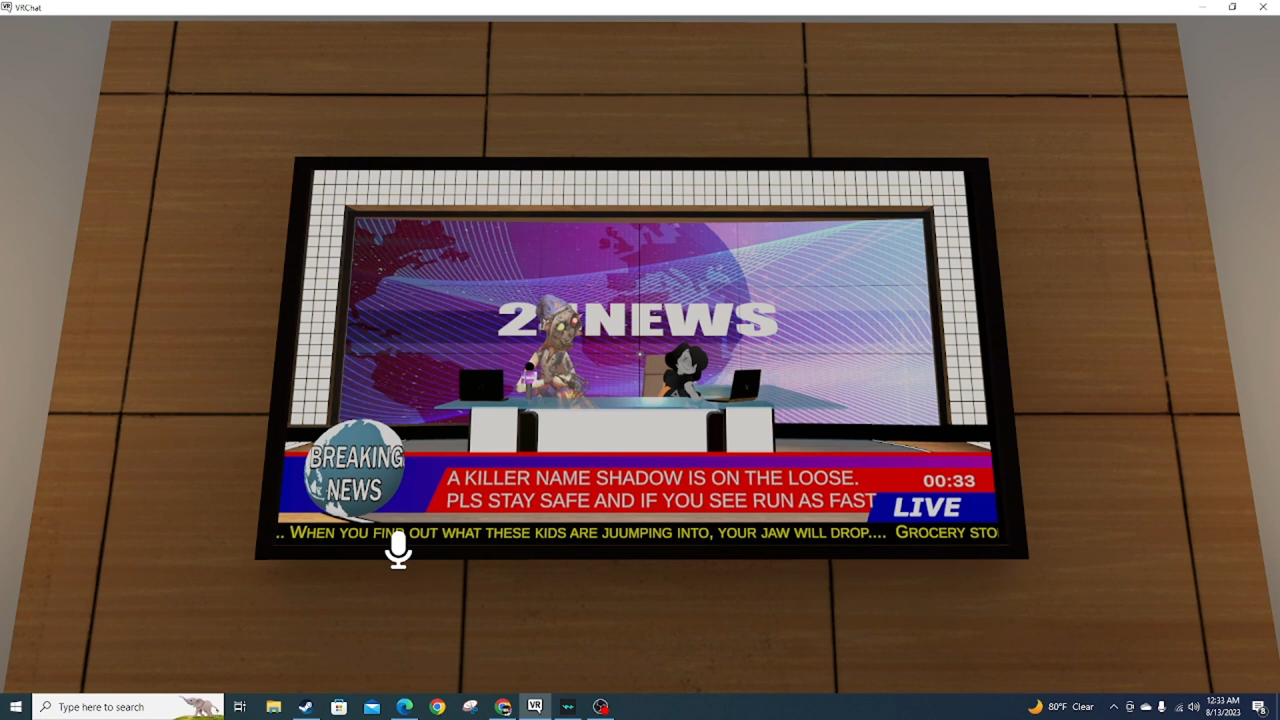 VRChat
2 NEWS
BREAKING
NEWS
A KILLER NAME SHADOW IS ON THE LOOSE.
PLS STAY SAFE AND IF YOU SEE RUN AS FAST
00:33
LIVE
.. WHEN YOU FIND OUT WHAT THESE KIDS ARE JUUMPING INTO, YOUR JAW WILL DROP.... GROCERY STO
Type here to search
80°F Clear
12:33 AM
8/13/2023